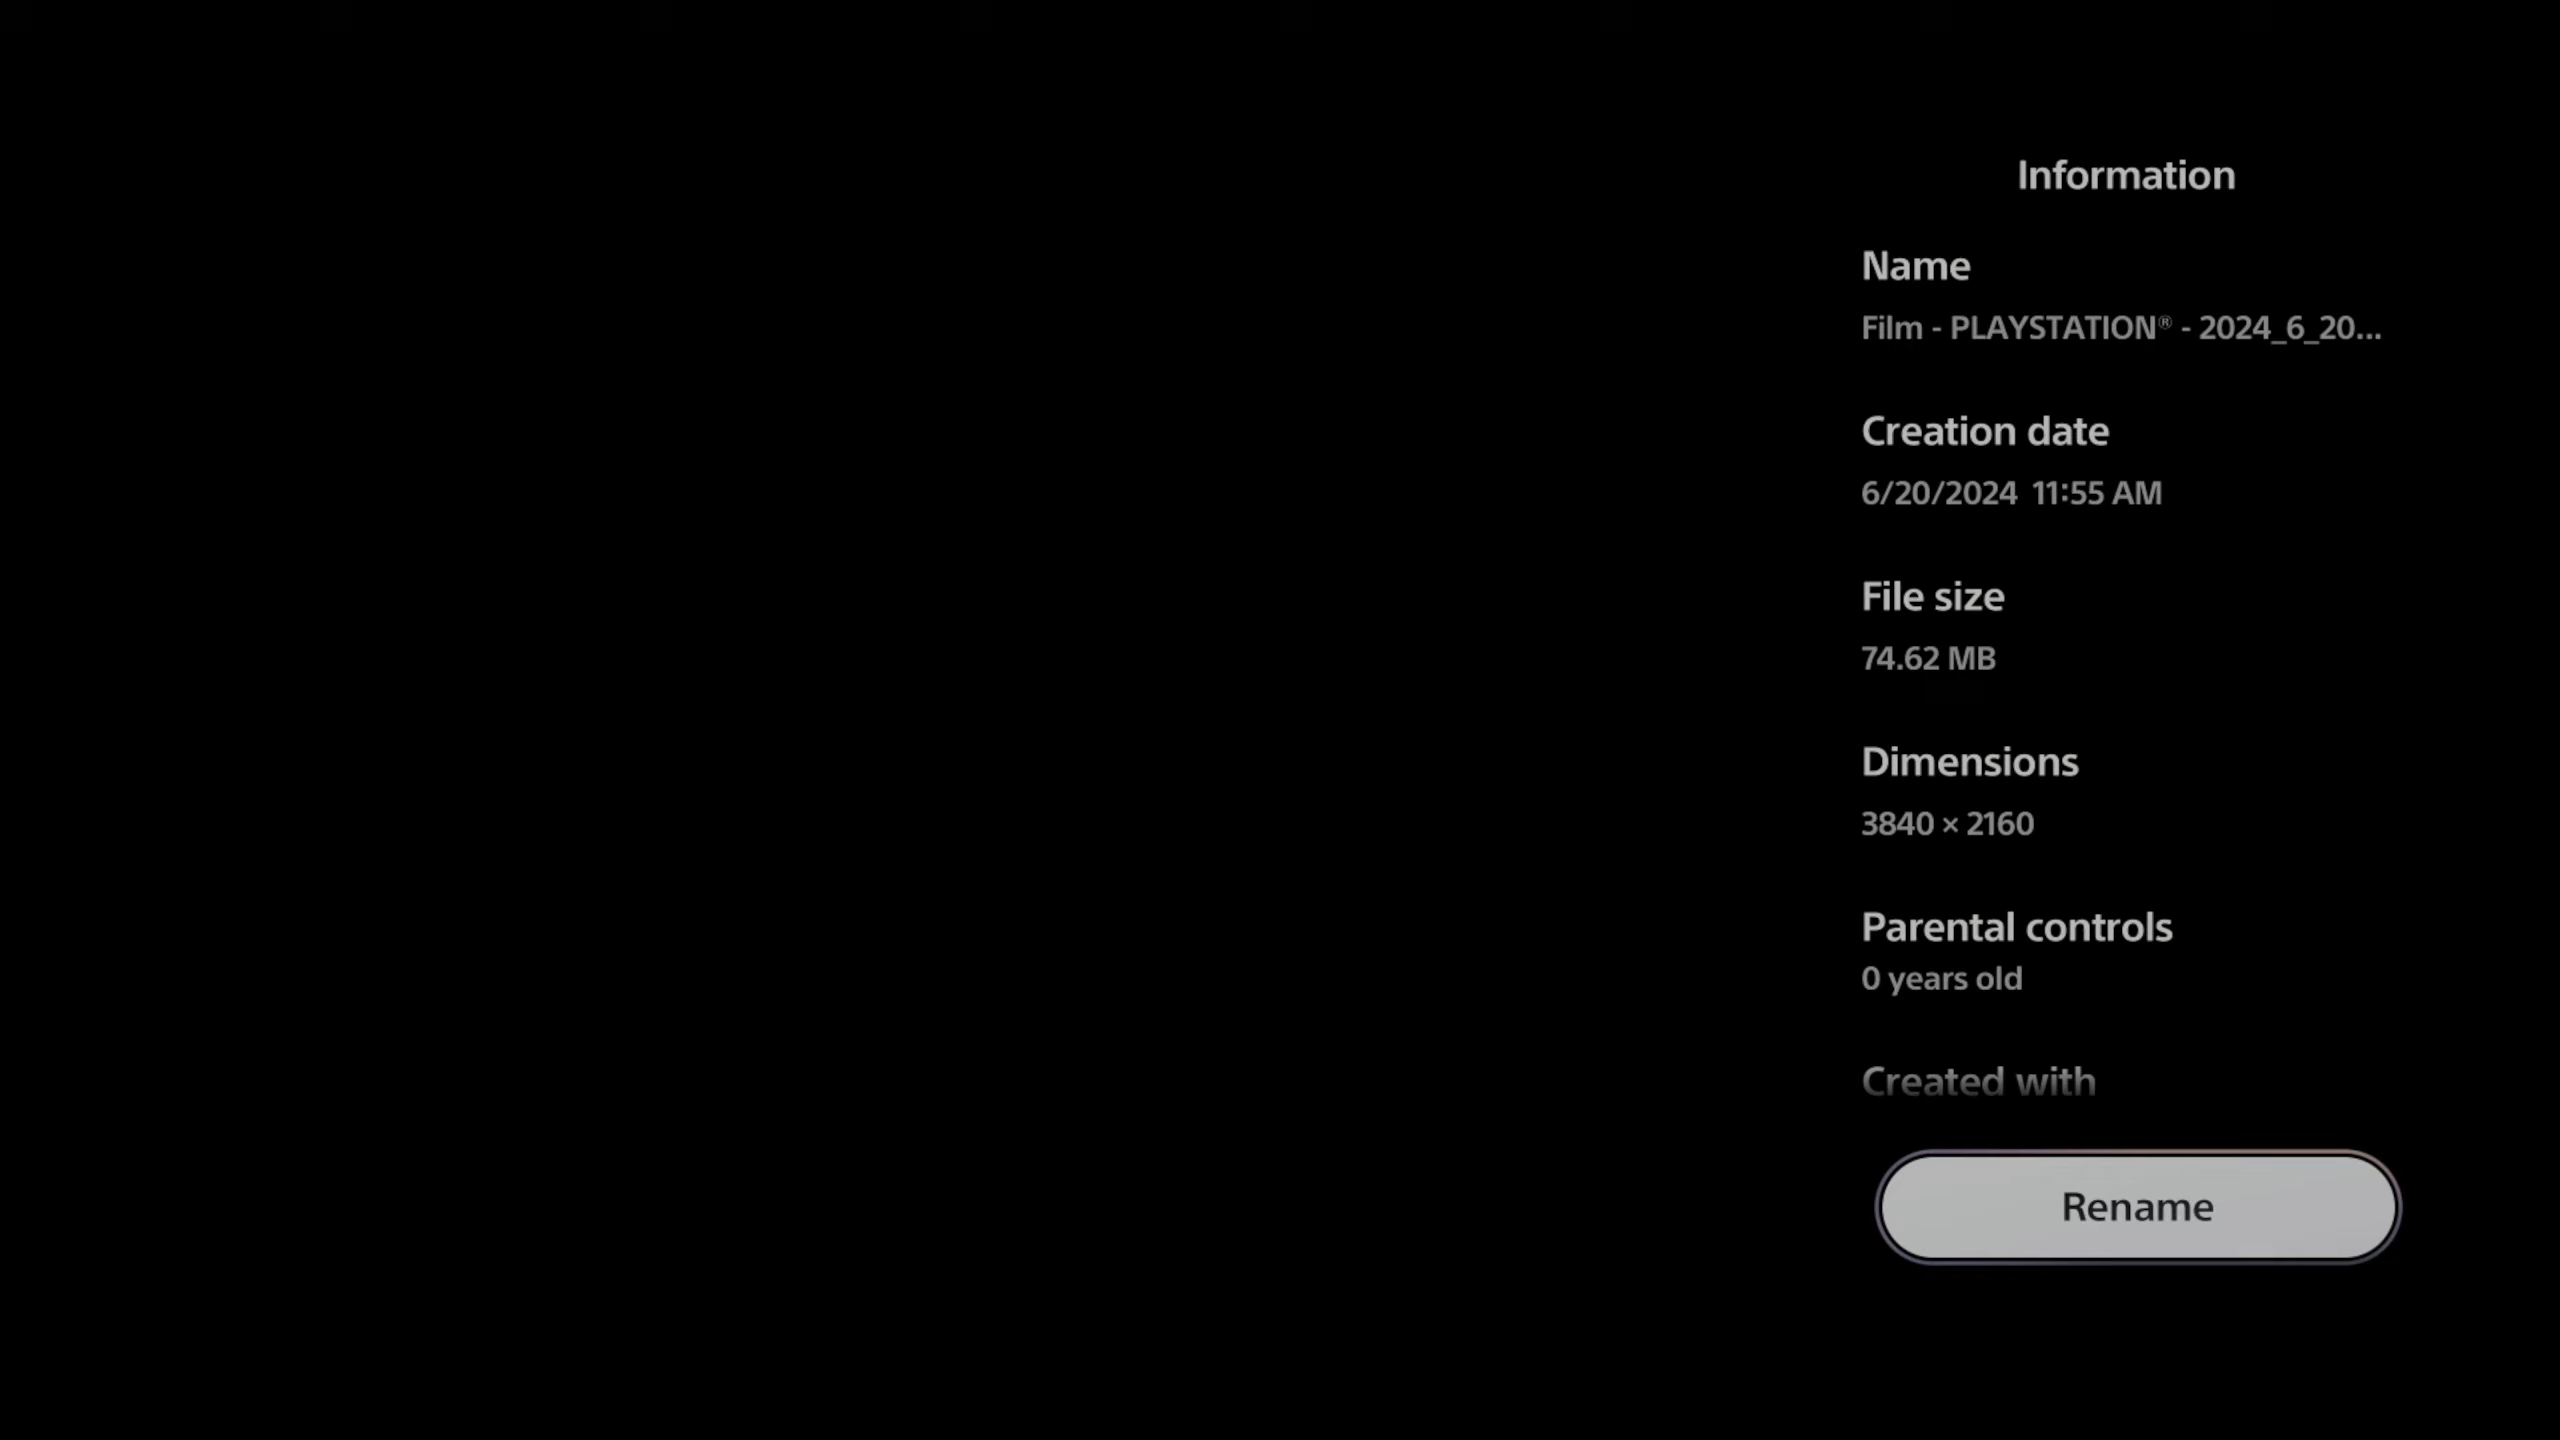 Information
Name
Film - PLAYSTATION® - 2024_6_20...
Creation date
6/20/2024 11:55 AM
File size
74.62 MB
Dimensions
3840 × 2160
Parental controls
0 years old
Created with
Rename